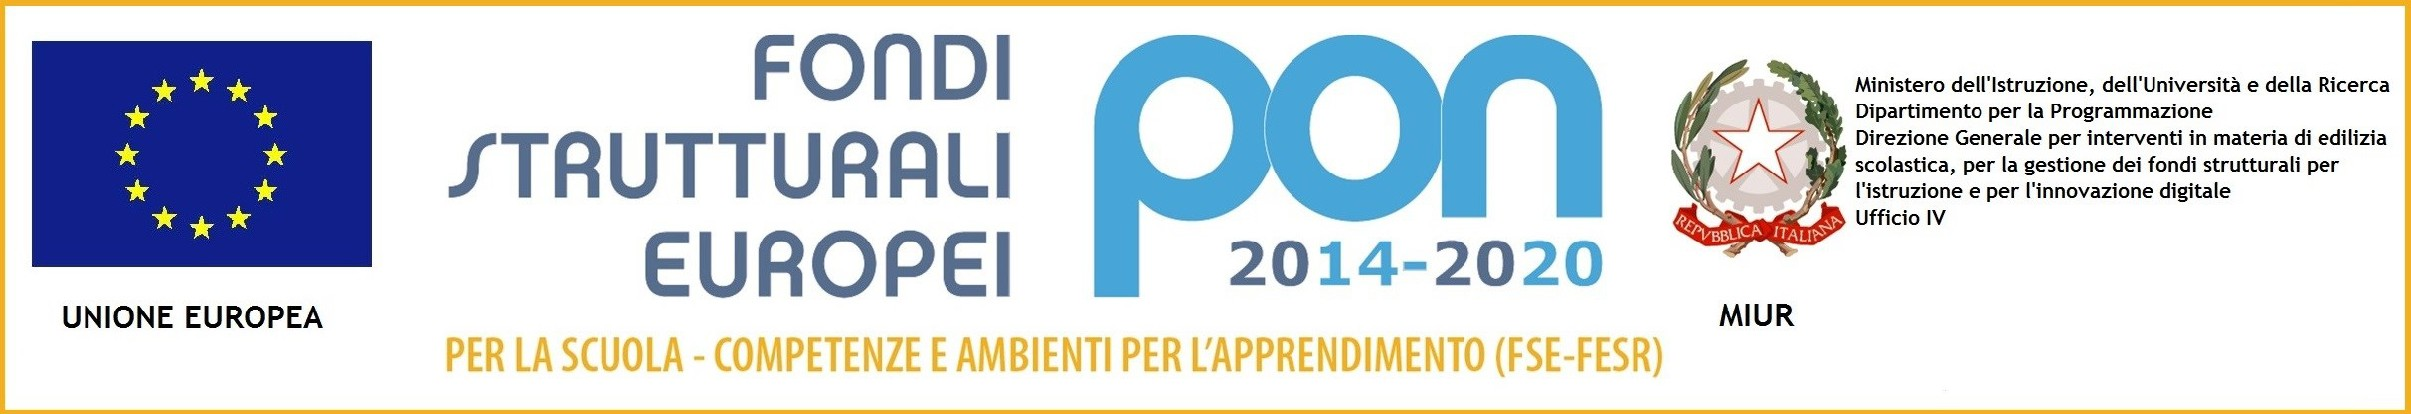 UNIONE EUROPEA
FONDI
STRUTTURALI
EUROPEI
pon
2014-2020
PER LA SCUOLA - COMPETENZE E AMBIENTI PER L'APPRENDIMENTO (FSE-FESR)
REPVBBLICA ITALIANA
MIUR
Ministero dell'Istruzione, dell'Università e della Ricerca
Dipartimento per la Programmazione
Direzione Generale per interventi in materia di edilizia
scolastica, per la gestione dei fondi strutturali per
l'istruzione e per l'innovazione digitale
Ufficio IV